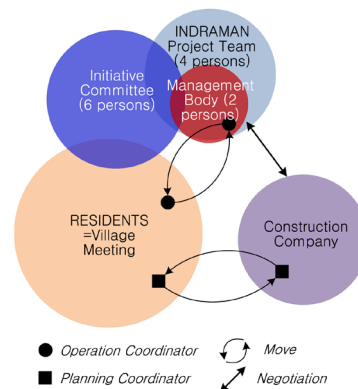 INDRAMAN
Project Team
(4 persons)
Initiative
Committee
(6 persons)
Management
Body (2
persons)
RESIDENTS
=Village
Meeting
Construction
Company
Operation Coordinator
Move
Planning Coordinator
Negotiation